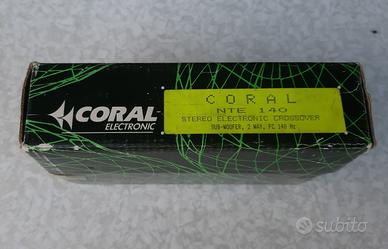 CORAL
ELECTRONIC
CORAL
NTE 140
STEREO ELECTRONIC CROSSOVER
SUB-WOOFER, 2 WAY, FC 140 Hz
subito